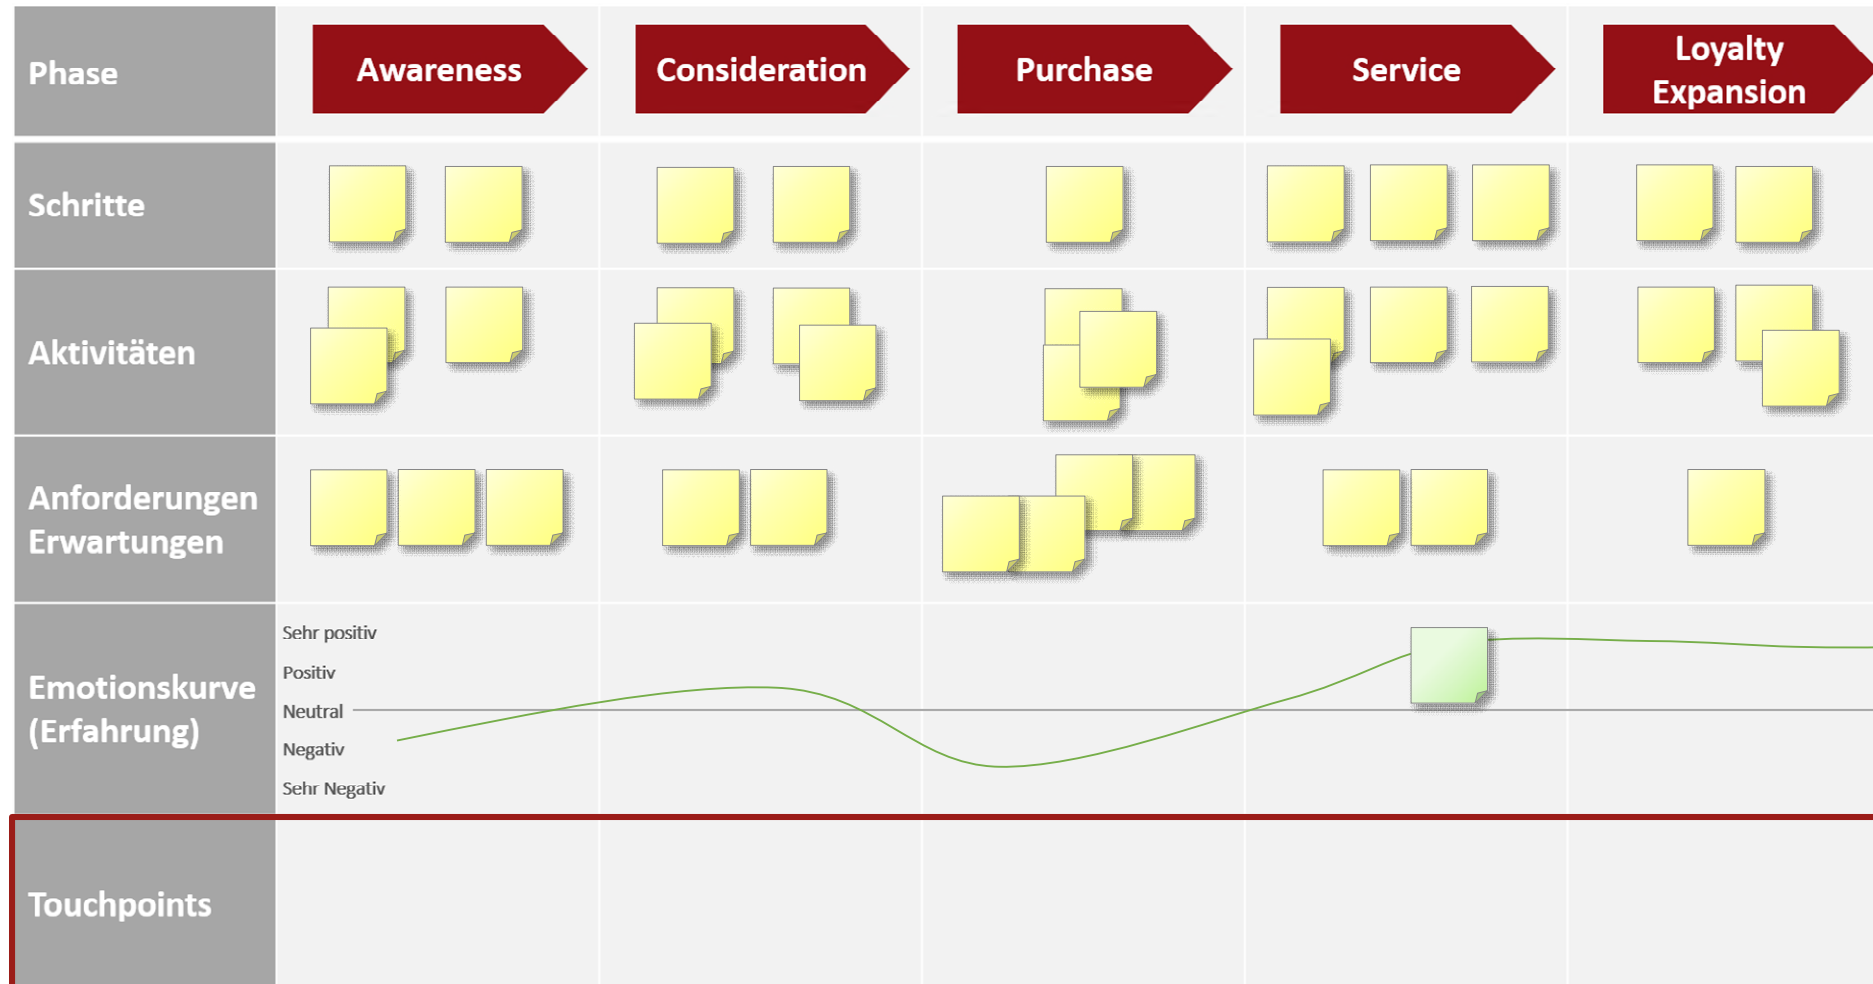 Phase
Awareness
Consideration
Purchase
Service
Loyalty
Expansion
Schritte
Aktivitäten
Anforderungen
Erwartungen
Emotionskurve
(Erfahrung)
Sehr positiv
Positiv
Neutral
Negativ
Sehr Negativ
Touchpoints